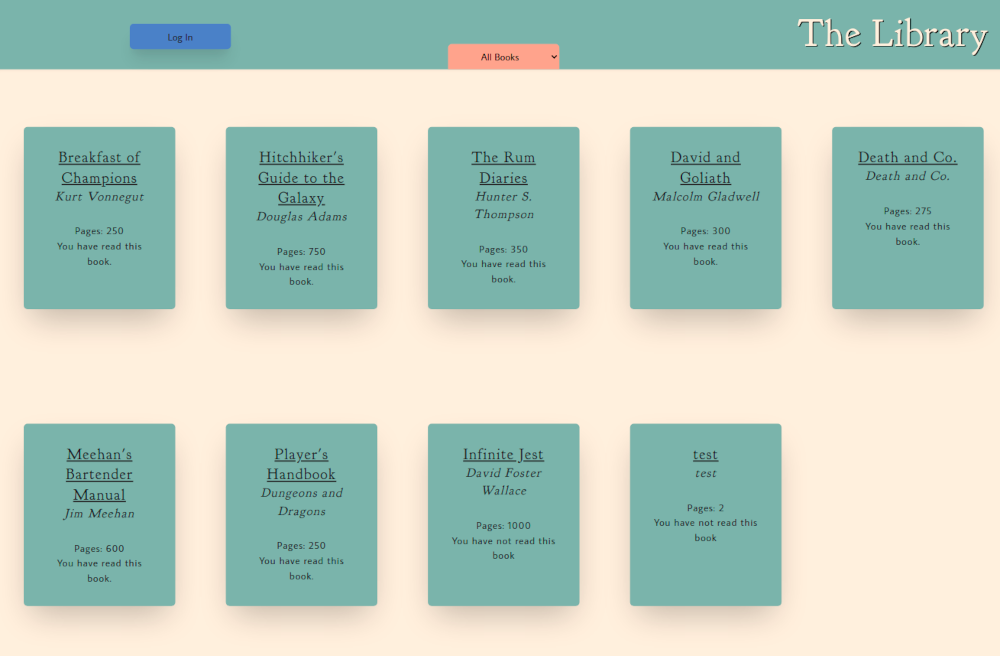 Log In
The Library
All Books
Breakfast of
Champions
Kurt Vonnegut
Pages: 250
You have read this
book.
Hitchhiker's
Guide to the
Galaxy
Douglas Adams
Pages: 750
You have read this
book.
The Rum
Diaries
Hunter S.
Thompson
Pages: 350
You have read this
book.
David and
Goliath
Malcolm Gladwell
Pages: 300
You have read this
book.
Death and Co.
Death and Co.
Pages: 275
You have read this
book.
Meehan's
Bartender
Manual
Jim Meehan
Pages: 600
You have read this
book.
Player's
Handbook
Dungeons and
Dragons
Pages: 250
You have read this
book.
Infinite Jest
David Foster
Wallace
Pages: 1000
You have not read this
book
test
test
Pages: 2
You have not read this
book